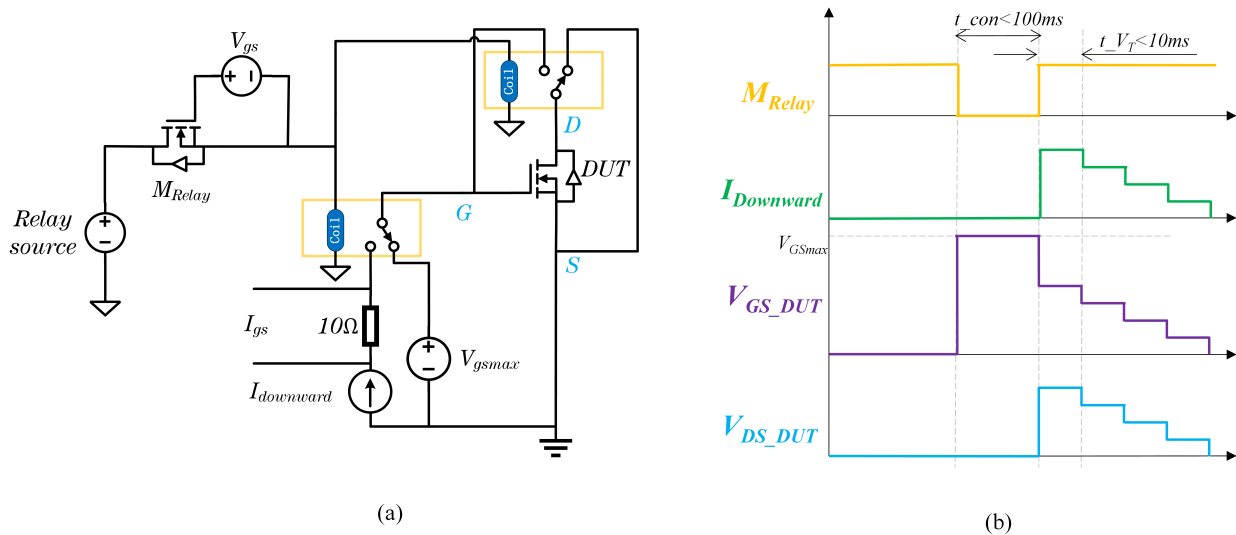 V_gs
+ −
Coil
D
M_Relay
DUT
G
Relay
source
+
−
Coil
S
I_gs
10Ω
+
−
V_gsmax
I_downward
(a)
t_con<100ms
t_V_T<10ms
M_Relay
I_Downward
V_GSmax
V_GS_DUT
V_DS_DUT
(b)